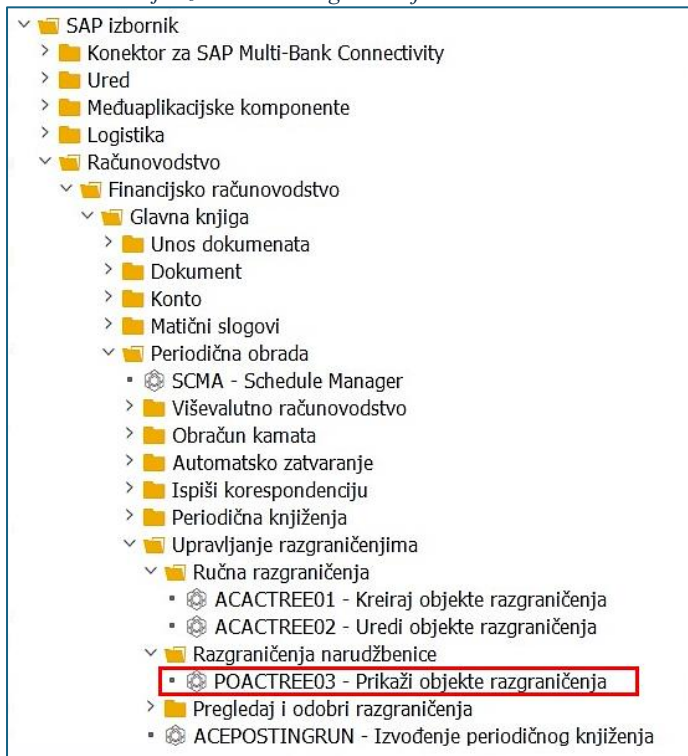 SAP izbornik
Konektor za SAP Multi-Bank Connectivity
Ured
Međuaplikacijske komponente
Logistika
Računovodstvo
Financijsko računovodstvo
Glavna knjiga
Unos dokumenata
Dokument
Konto
Matični slogovi
Periodična obrada
SCMA - Schedule Manager
Viševalutno računovodstvo
Obračun kamata
Automatsko zatvaranje
Ispiši korespondenciju
Periodična knjiženja
Upravljanje razgraničenjima
Ručna razgraničenja
ACACTREE01 - Kreiraj objekte razgraničenja
ACACTREE02 - Uredi objekte razgraničenja
Razgraničenja narudžbenice
POACTREE03 - Prikaži objekte razgraničenja
Pregledaj i odobri razgraničenja
ACEPOSTINGRUN - Izvođenje periodičnog knjiženja